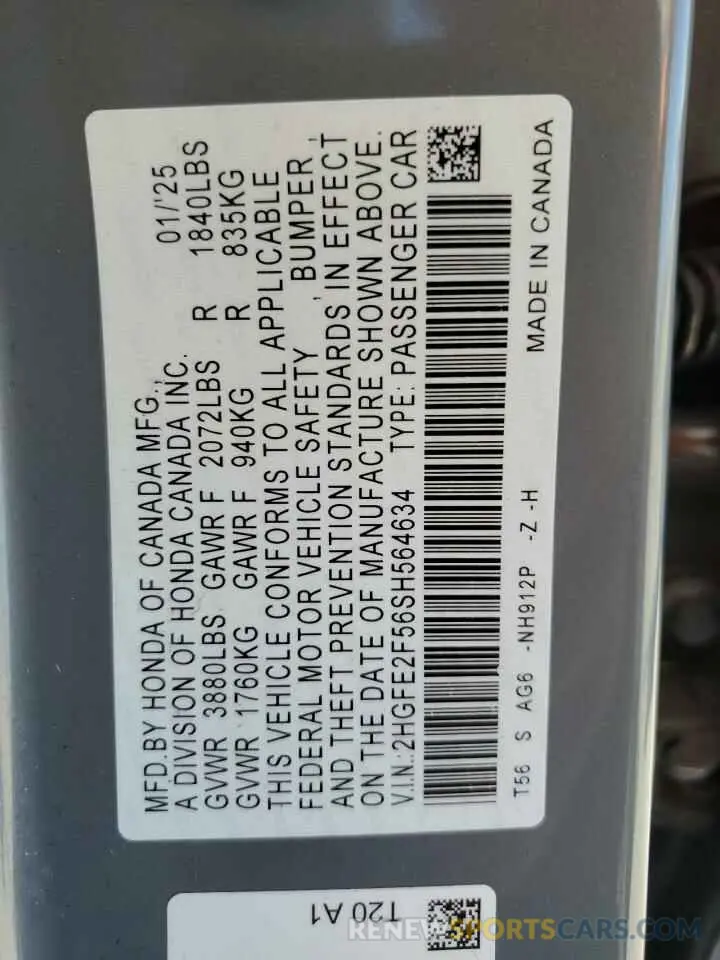 MFD.BY HONDA OF CANADA MFG., 01/'25
A DIVISION OF HONDA CANADA INC.
GVWR 3880LBS GAWR F 2072LBS R 1840LBS
GVWR 1760KG GAWR F 940KG R 835KG
THIS VEHICLE CONFORMS TO ALL APPLICABLE
FEDERAL MOTOR VEHICLE SAFETY , BUMPER ,
AND THEFT PREVENTION STANDARDS IN EFFECT
ON THE DATE OF MANUFACTURE SHOWN ABOVE.
V.I.N.: 2HGFE2F56SH564634 TYPE: PASSENGER CAR
T56 S AG6 -NH912P -Z -H MADE IN CANADA
T20 A1
RENEWSPORTSCARS.COM